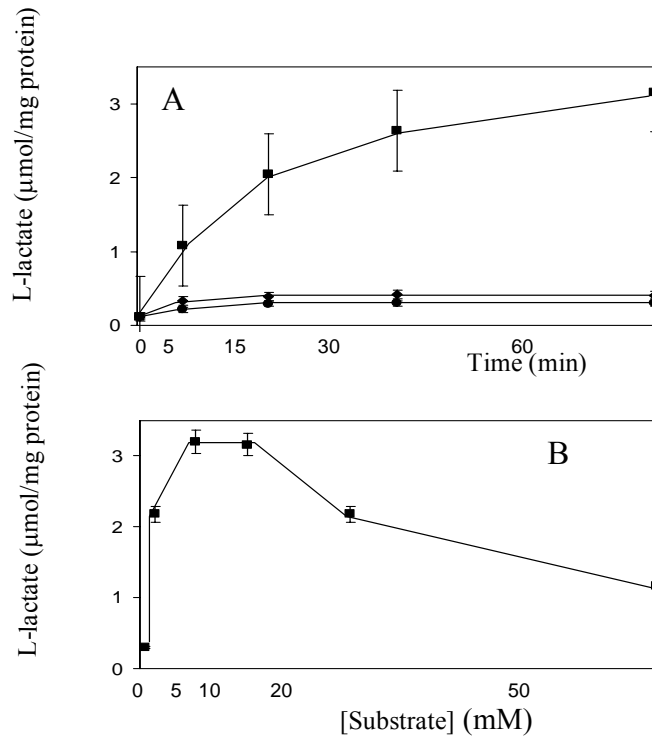 A
L-lactate (μmol/mg protein)
3
2
1
0
0 5 15 30 60
Time (min)
B
L-lactate (μmol/mg protein)
3
2
1
0
0 5 10 20 50
[Substrate] (mM)